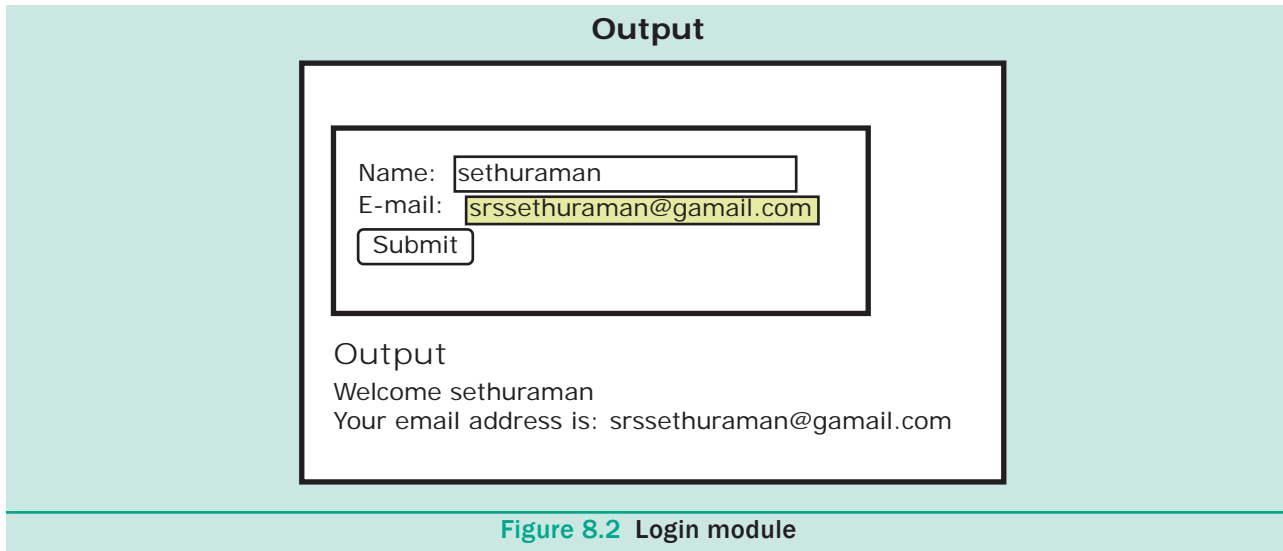 Output
Name: sethuraman
E-mail: srssethuraman@gamail.com
Submit
Output
Welcome sethuraman
Your email address is: srssethuraman@gamail.com
Figure 8.2 Login module